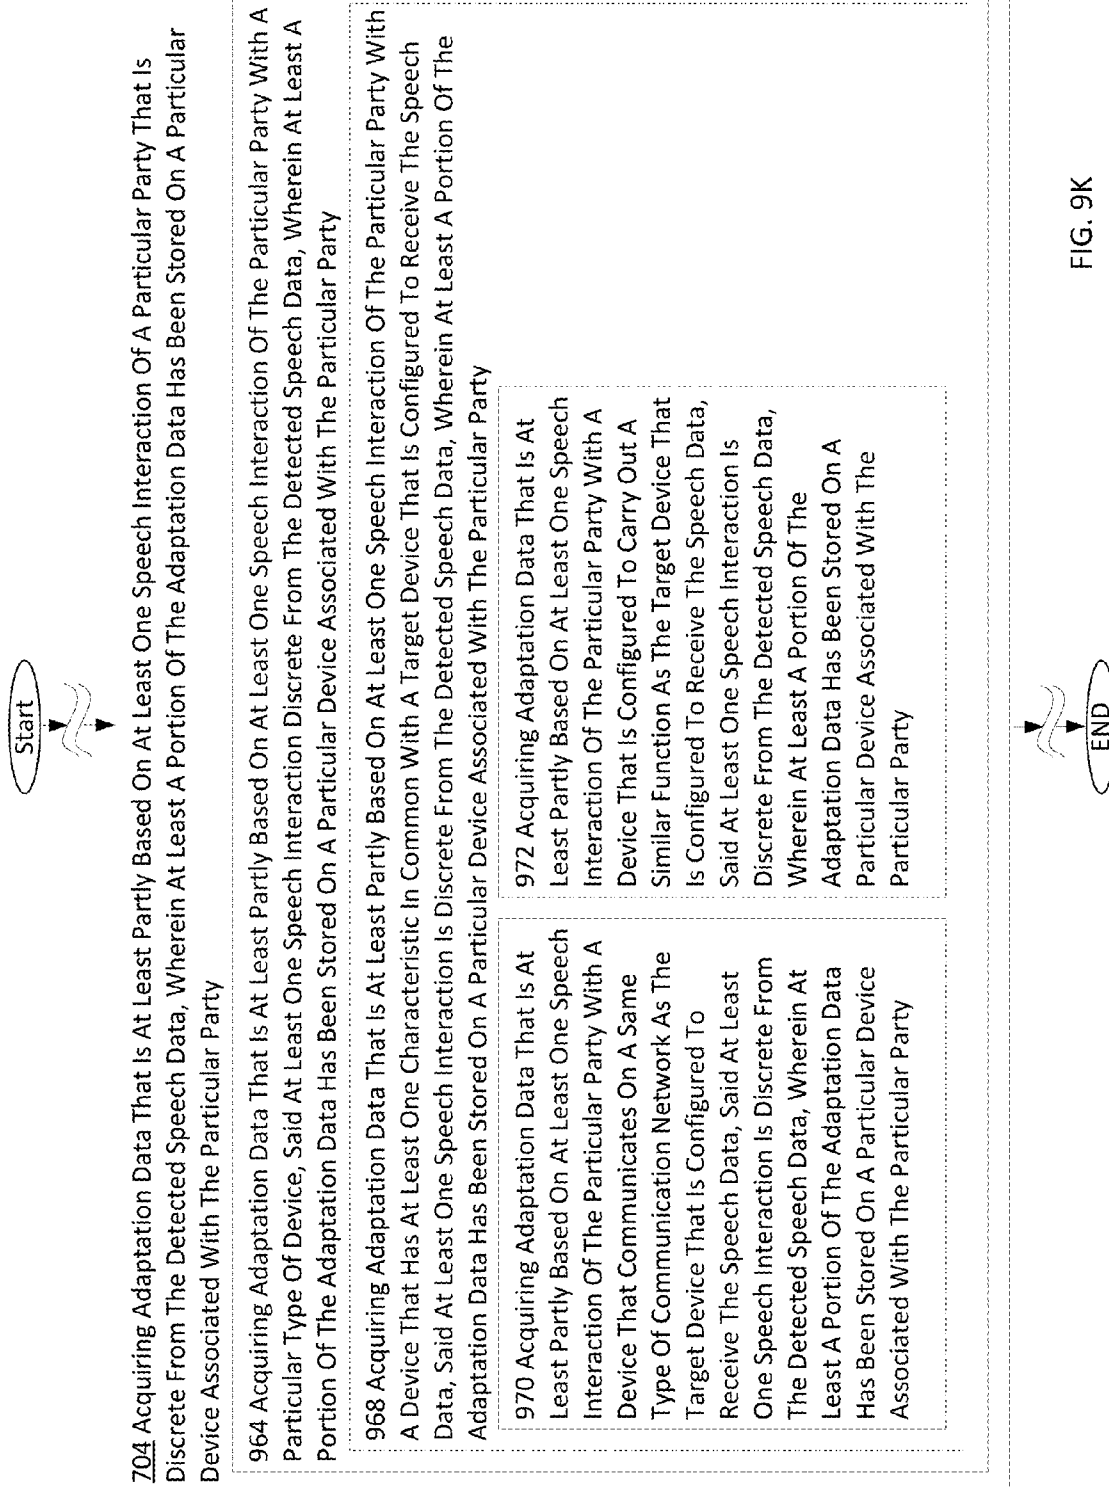 Start
704 Acquiring Adaptation Data That Is At Least Partly Based On At Least One Speech Interaction Of A Particular Party That Is
Discrete From The Detected Speech Data, Wherein At Least A Portion Of The Adaptation Data Has Been Stored On A Particular
Device Associated With The Particular Party
964 Acquiring Adaptation Data That Is At Least Partly Based On At Least One Speech Interaction Of The Particular Party With A
Particular Type Of Device, Said At Least One Speech Interaction Discrete From The Detected Speech Data, Wherein At Least A
Portion Of The Adaptation Data Has Been Stored On A Particular Device Associated With The Particular Party
968 Acquiring Adaptation Data That Is At Least Partly Based On At Least One Speech Interaction Of The Particular Party With
A Device That Has At Least One Characteristic In Common With A Target Device That Is Configured To Receive The Speech
Data, Said At Least One Speech Interaction Is Discrete From The Detected Speech Data, Wherein At Least A Portion Of The
Adaptation Data Has Been Stored On A Particular Device Associated With The Particular Party
970 Acquiring Adaptation Data That Is At
Least Partly Based On At Least One Speech
Interaction Of The Particular Party With A
Device That Communicates On A Same
Type Of Communication Network As The
Target Device That Is Configured To
Receive The Speech Data, Said At Least
One Speech Interaction Is Discrete From
The Detected Speech Data, Wherein At
Least A Portion Of The Adaptation Data
Has Been Stored On A Particular Device
Associated With The Particular Party
972 Acquiring Adaptation Data That Is At
Least Partly Based On At Least One Speech
Interaction Of The Particular Party With A
Device That Is Configured To Carry Out A
Similar Function As The Target Device That
Is Configured To Receive The Speech Data,
Said At Least One Speech Interaction Is
Discrete From The Detected Speech Data,
Wherein At Least A Portion Of The
Adaptation Data Has Been Stored On A
Particular Device Associated With The
Particular Party
END
FIG. 9K